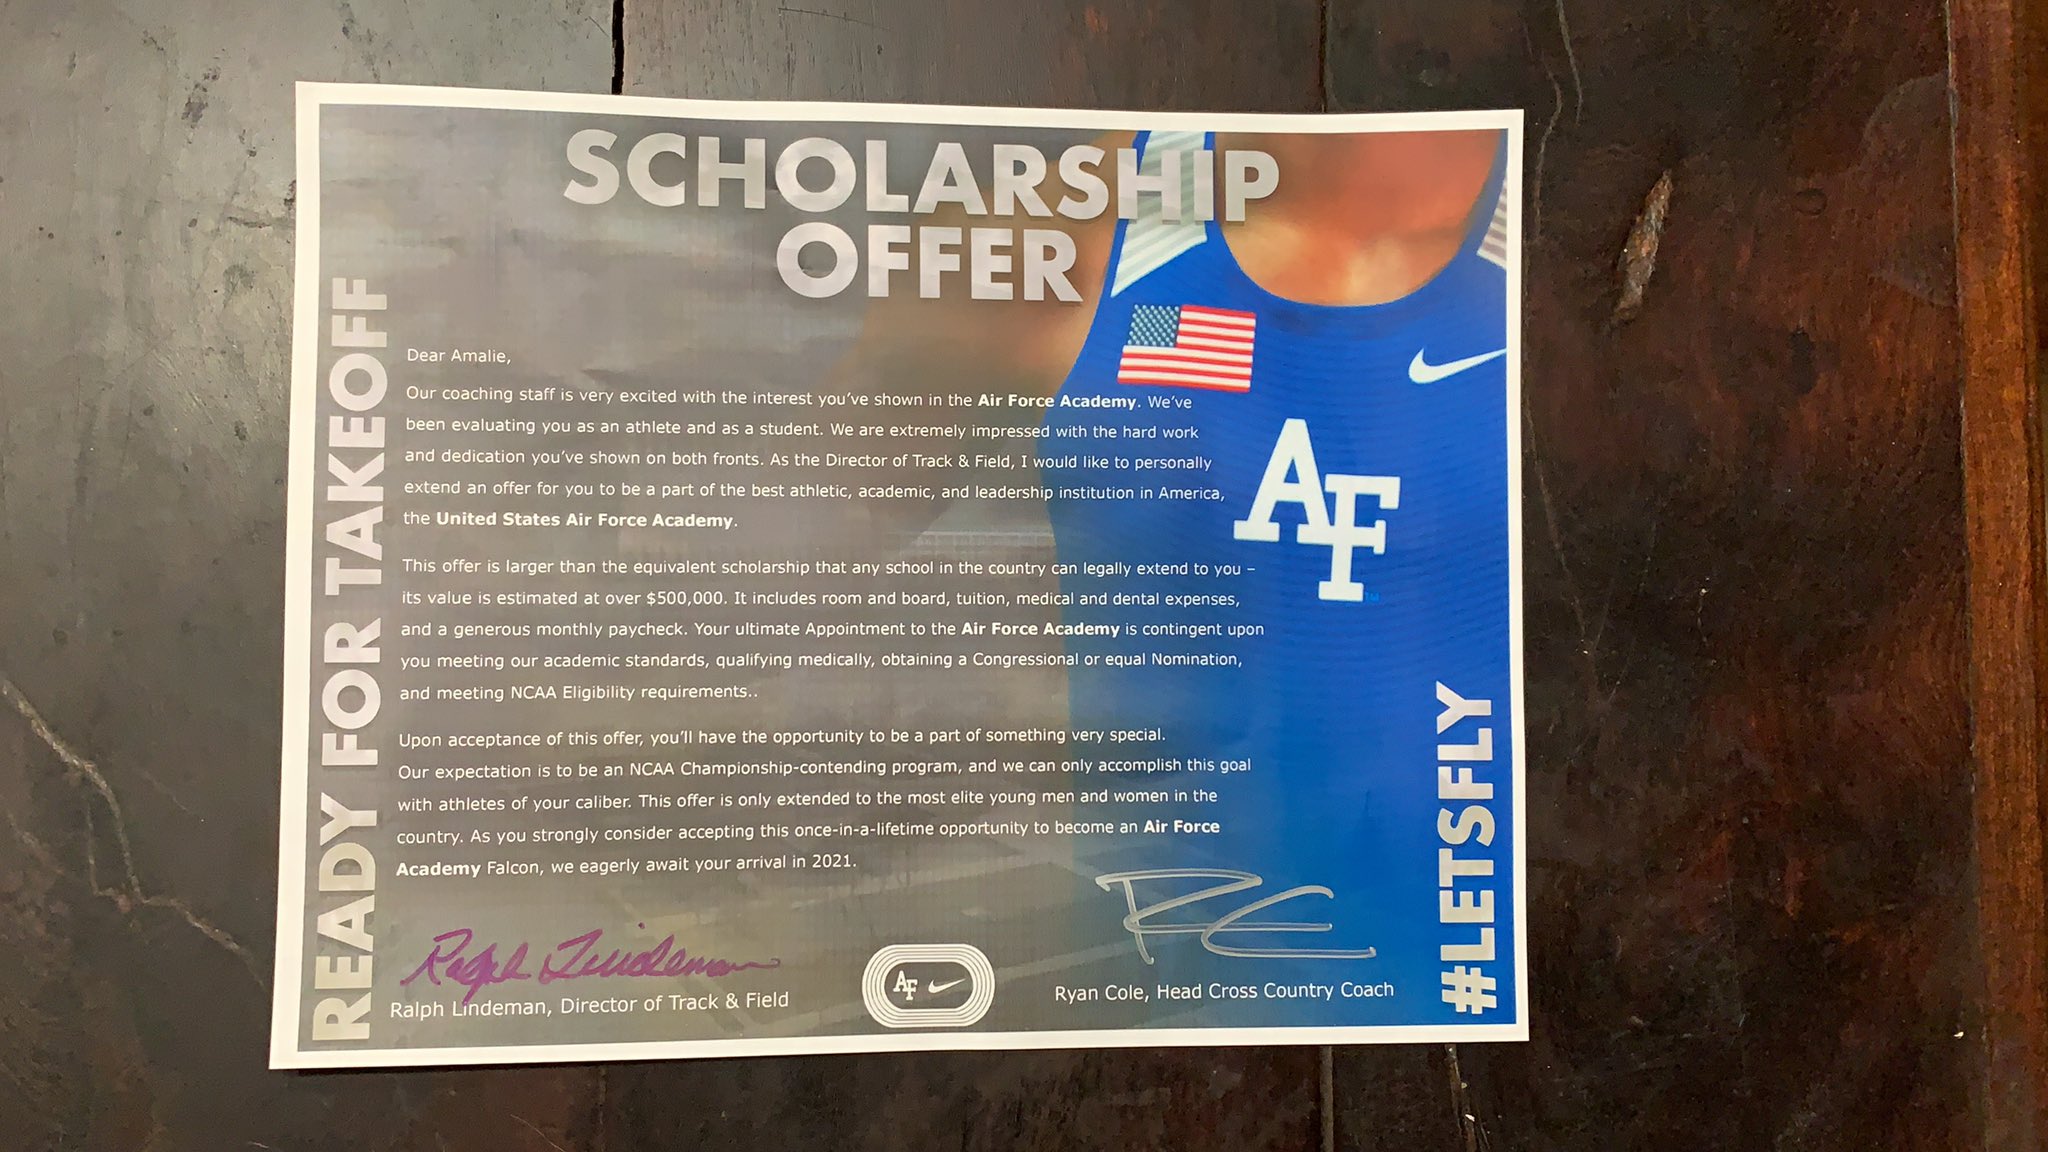 SCHOLARSHIP
OFFER
READY FOR TAKEOFF
Dear Amalie,
Our coaching staff is very excited with the interest you've shown in the Air Force Academy. We've
been evaluating you as an athlete and as a student. We are extremely impressed with the hard work
and dedication you've shown on both fronts. As the Director of Track & Field, I would like to personally
extend an offer for you to be a part of the best athletic, academic, and leadership institution in America,
the United States Air Force Academy.
This offer is larger than the equivalent scholarship that any school in the country can legally extend to you –
its value is estimated at over $500,000. It includes room and board, tuition, medical and dental expenses,
and a generous monthly paycheck. Your ultimate Appointment to the Air Force Academy is contingent upon
you meeting our academic standards, qualifying medically, obtaining a Congressional or equal Nomination,
and meeting NCAA Eligibility requirements..
Upon acceptance of this offer, you'll have the opportunity to be a part of something very special.
Our expectation is to be an NCAA Championship-contending program, and we can only accomplish this goal
with athletes of your caliber. This offer is only extended to the most elite young men and women in the
country. As you strongly consider accepting this once-in-a-lifetime opportunity to become an Air Force
Academy Falcon, we eagerly await your arrival in 2021.
AF
TM
#LETSFLY
Ralph Lindeman
RC
Ralph Lindeman, Director of Track & Field
AF
Ryan Cole, Head Cross Country Coach